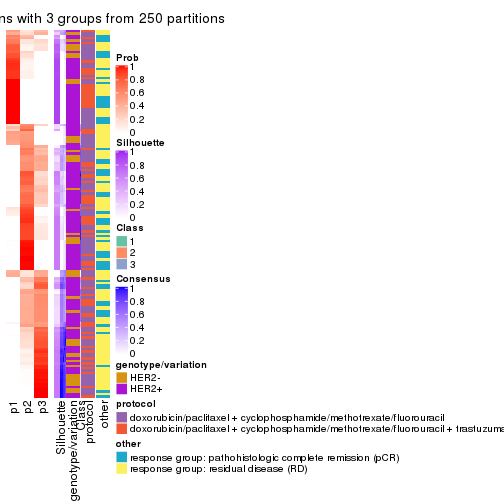 ns with 3 groups from 250 partitions
Prob
1
0.8
0.6
0.4
0.2
0
Silhouette
1
0.8
0.6
0.4
0.2
0
Class
1
2
3
Consensus
1
0.8
0.6
0.4
0.2
0
genotype/variation
HER2-
HER2+
protocol
doxorubicin/paclitaxel + cyclophosphamide/methotrexate/fluorouracil
doxorubicin/paclitaxel + cyclophosphamide/methotrexate/fluorouracil + trastuzuma
other
response group: pathohistologic complete remission (pCR)
response group: residual disease (RD)
p1
p2
p3
Silhouette
genotype/variation
Class
protocol
other